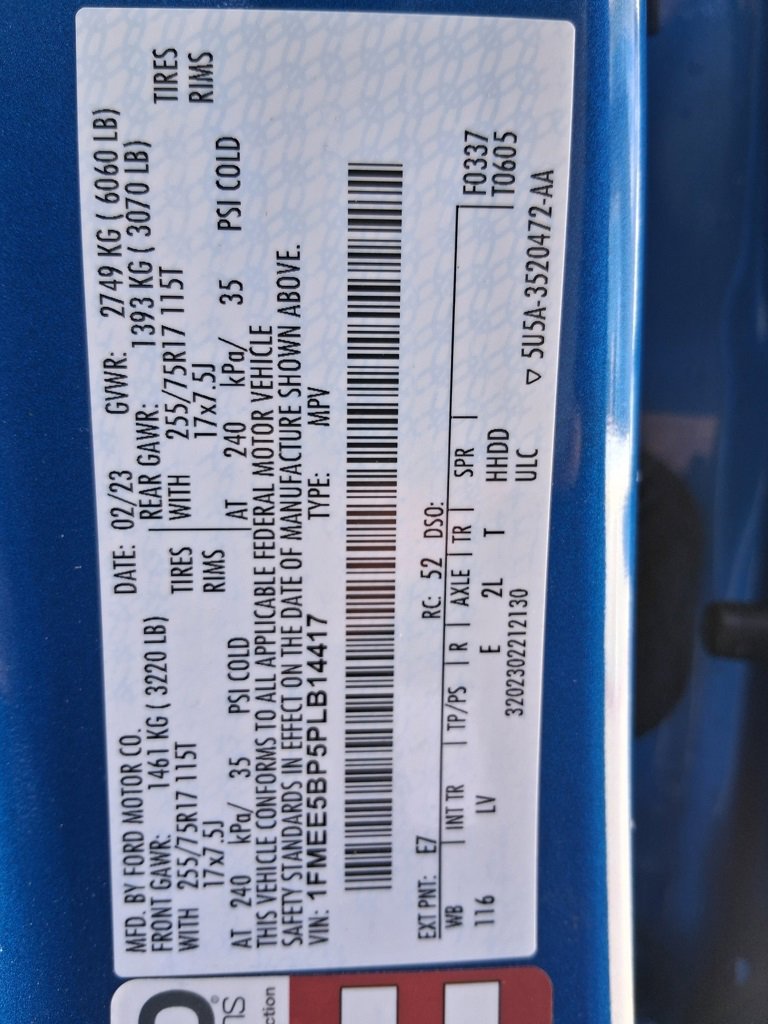 MFD. BY FORD MOTOR CO. DATE: 02/23 GVWR: 2749 KG ( 6060 LB)
FRONT GAWR: 1461 KG ( 3220 LB) REAR GAWR: 1393 KG ( 3070 LB)
WITH 255/75R17 115T TIRES WITH 255/75R17 115T TIRES
17x7.5J RIMS 17x7.5J RIMS
AT 240 kPa/ 35 PSI COLD AT 240 kPa/ 35 PSI COLD
THIS VEHICLE CONFORMS TO ALL APPLICABLE FEDERAL MOTOR VEHICLE
SAFETY STANDARDS IN EFFECT ON THE DATE OF MANUFACTURE SHOWN ABOVE.
VIN: 1FMEE5BP5PLB14417 TYPE: MPV
EXT PNT: E7 RC: 52 DSO: F0337
WB INT TR TP/PS R AXLE TR SPR T0605
116 LV E 2L T HHDD
3202302212130 ULC ▽ 5U5A-3520472-AA
ction